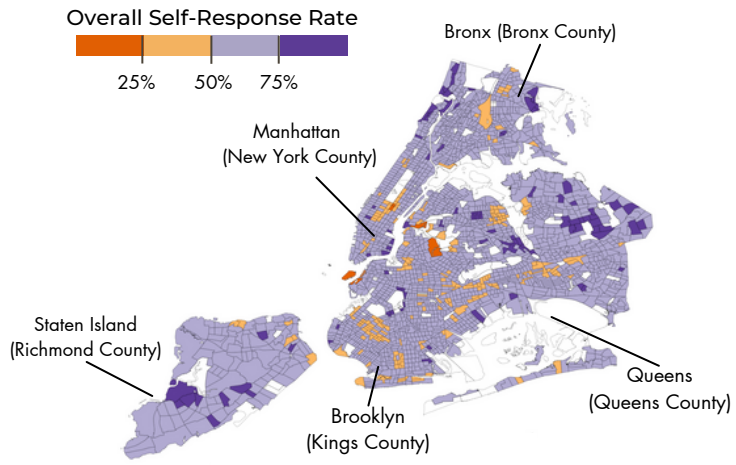 Overall Self-Response Rate
25% 50% 75%
Bronx (Bronx County)
Manhattan
(New York County)
Staten Island
(Richmond County)
Queens
(Queens County)
Brooklyn
(Kings County)